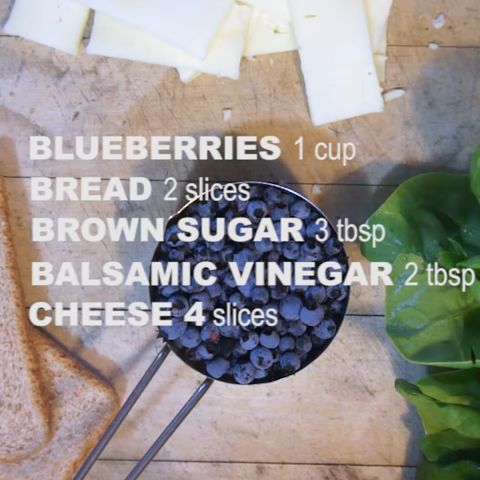 BLUEBERRIES 1 cup
BREAD 2 slices
BROWN SUGAR 3 tbsp
BALSAMIC VINEGAR 2 tbsp
CHEESE 4 slices